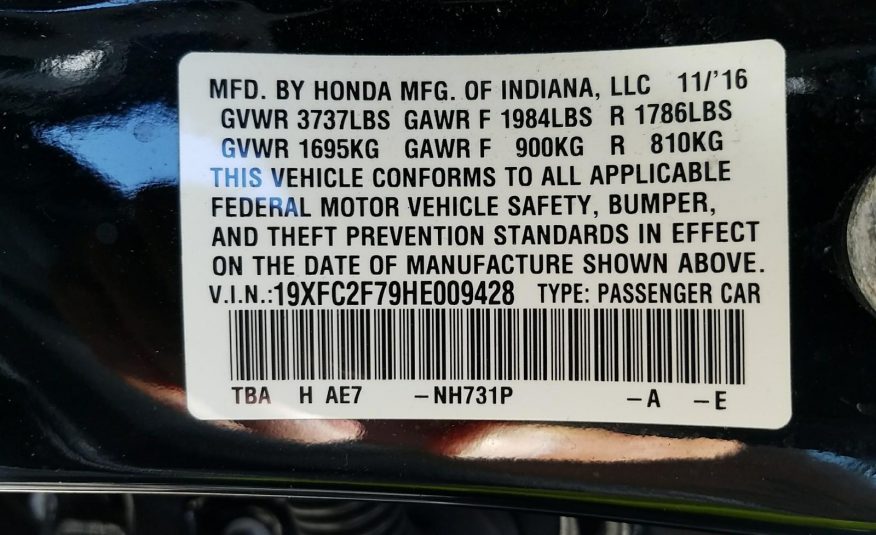 MFD. BY HONDA MFG. OF INDIANA, LLC 11/'16
GVWR 3737LBS GAWR F 1984LBS R 1786LBS
GVWR 1695KG GAWR F 900KG R 810KG
THIS VEHICLE CONFORMS TO ALL APPLICABLE
FEDERAL MOTOR VEHICLE SAFETY, BUMPER,
AND THEFT PREVENTION STANDARDS IN EFFECT
ON THE DATE OF MANUFACTURE SHOWN ABOVE.
V.I.N.:19XFC2F79HE009428 TYPE: PASSENGER CAR
TBA H AE7 –NH731P –A –E